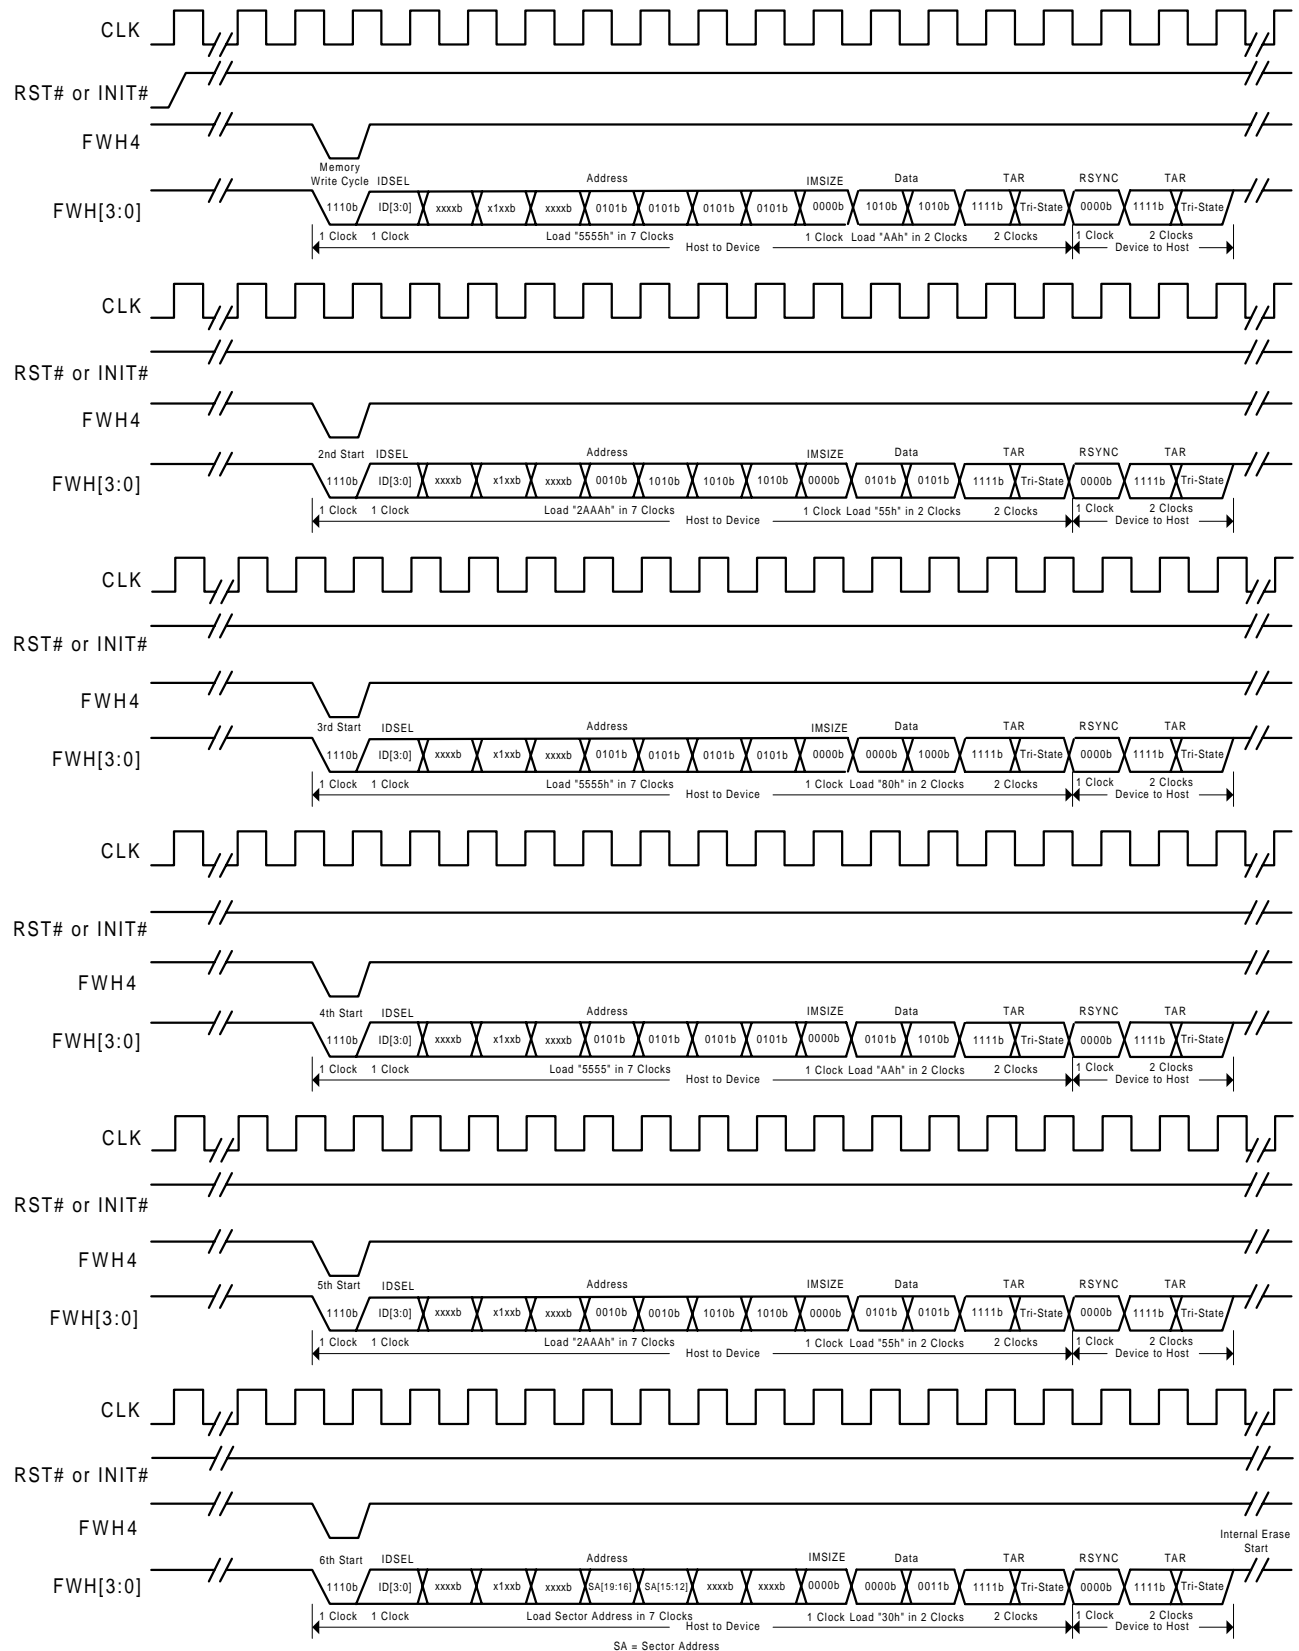 CLK
RST# or INIT#
FWH4
Memory
Write Cycle IDSEL Address IMSIZE Data TAR RSYNC TAR
FWH[3:0] 1110b ID[3:0] xxxxb x1xxb xxxxb 0101b 0101b 0101b 0101b 0000b 1010b 1010b 1111b Tri-State 0000b 1111b Tri-State
1 Clock 1 Clock Load "5555h" in 7 Clocks 1 Clock Load "AAh" in 2 Clocks 2 Clocks 1 Clock 2 Clocks
Host to Device Device to Host
CLK
RST# or INIT#
FWH4
2nd Start IDSEL Address IMSIZE Data TAR RSYNC TAR
FWH[3:0] 1110b ID[3:0] xxxxb x1xxb xxxxb 0010b 1010b 1010b 1010b 0000b 0101b 0101b 1111b Tri-State 0000b 1111b Tri-State
1 Clock 1 Clock Load "2AAAh" in 7 Clocks 1 Clock Load "55h" in 2 Clocks 2 Clocks 1 Clock 2 Clocks
Host to Device Device to Host
CLK
RST# or INIT#
FWH4
3rd Start IDSEL Address IMSIZE Data TAR RSYNC TAR
FWH[3:0] 1110b ID[3:0] xxxxb x1xxb xxxxb 0101b 0101b 0101b 0101b 0000b 0000b 1000b 1111b Tri-State 0000b 1111b Tri-State
1 Clock 1 Clock Load "5555h" in 7 Clocks 1 Clock Load "80h" in 2 Clocks 2 Clocks 1 Clock 2 Clocks
Host to Device Device to Host
CLK
RST# or INIT#
FWH4
4th Start IDSEL Address IMSIZE Data TAR RSYNC TAR
FWH[3:0] 1110b ID[3:0] xxxxb x1xxb xxxxb 0101b 0101b 0101b 0101b 0000b 0101b 1010b 1111b Tri-State 0000b 1111b Tri-State
1 Clock 1 Clock Load "5555" in 7 Clocks 1 Clock Load "AAh" in 2 Clocks 2 Clocks 1 Clock 2 Clocks
Host to Device Device to Host
CLK
RST# or INIT#
FWH4
5th Start IDSEL Address IMSIZE Data TAR RSYNC TAR
FWH[3:0] 1110b ID[3:0] xxxxb x1xxb xxxxb 0010b 0010b 1010b 1010b 0000b 0101b 0101b 1111b Tri-State 0000b 1111b Tri-State
1 Clock 1 Clock Load "2AAAh" in 7 Clocks 1 Clock Load "55h" in 2 Clocks 2 Clocks 1 Clock 2 Clocks
Host to Device Device to Host
CLK
RST# or INIT#
FWH4
Internal Erase
Start
6th Start IDSEL Address IMSIZE Data TAR RSYNC TAR
FWH[3:0] 1110b ID[3:0] xxxxb x1xxb xxxxb SA[19:16] SA[15:12] xxxxb xxxxb 0000b 0000b 0011b 1111b Tri-State 0000b 1111b Tri-State
1 Clock 1 Clock Load Sector Address in 7 Clocks 1 Clock Load "30h" in 2 Clocks 2 Clocks 1 Clock 2 Clocks
Host to Device Device to Host
SA = Sector Address